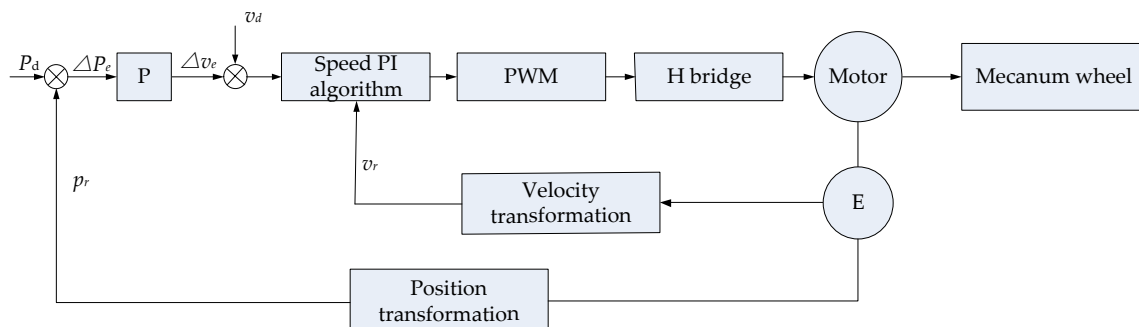 v_d
P_d
△P_e
P
△v_e
Speed PI
algorithm
PWM
H bridge
Motor
Mecanum wheel
p_r
v_r
Velocity
transformation
E
Position
transformation